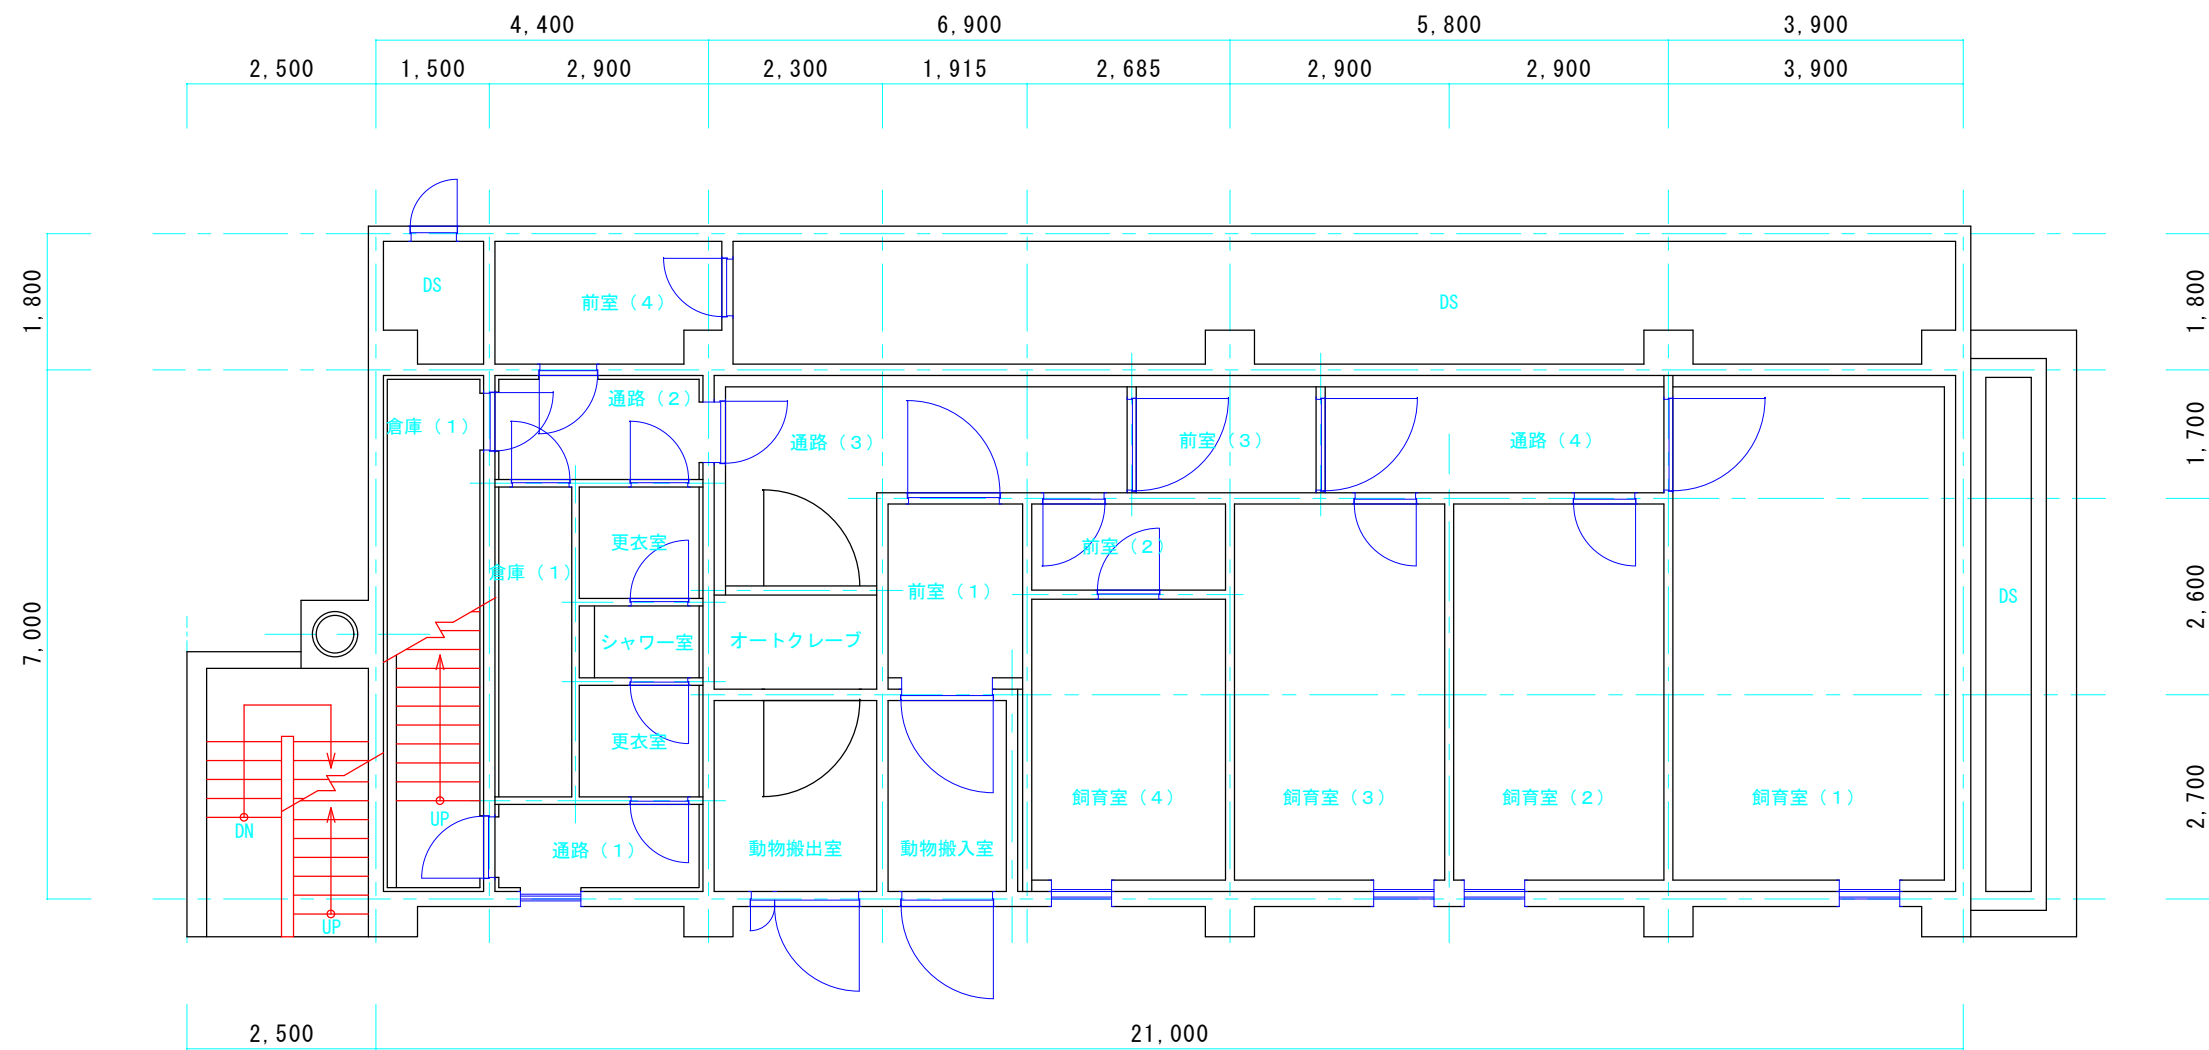 4,400 6,900 5,800 3,900
2,500 1,500 2,900 2,300 1,915 2,685 2,900 2,900 3,900
1,800
7,000
DS
前室（４）
DS
1,800
倉庫（１）
通路（２）
通路（３）
前室（３）
通路（４）
1,700
更衣室
倉庫（１）
前室（２）
前室（１）
シャワー室
オートクレーブ
DS
2,600
更衣室
飼育室（４）
飼育室（３）
飼育室（２）
飼育室（１）
2,700
DN
UP
通路（１）
動物搬出室
動物搬入室
UP
2,500 21,000